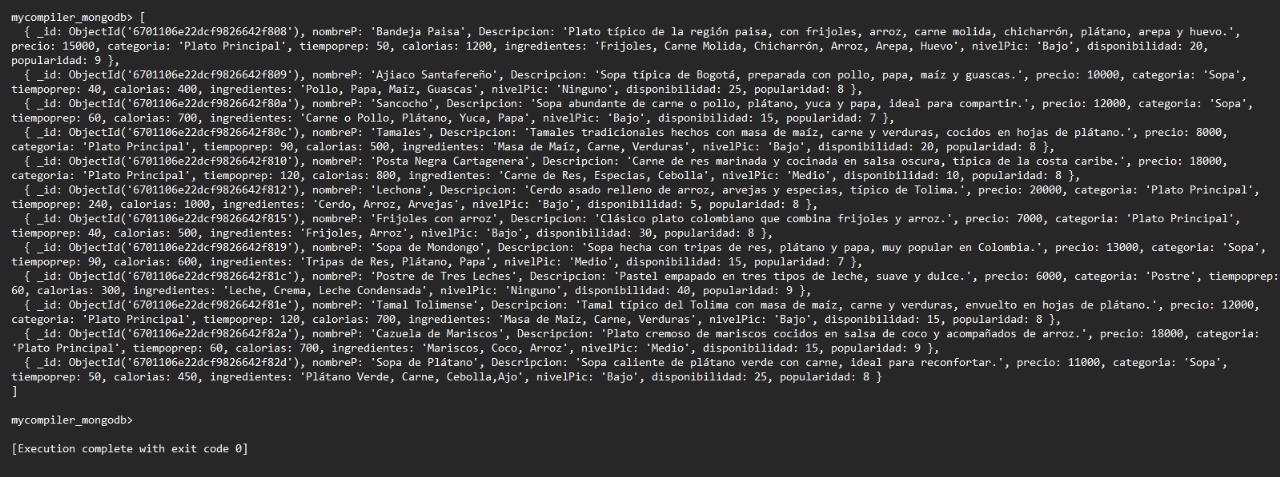 mycompiler_mongodb> [
{ _id: ObjectId('6701106e22dcf9826642f808'), nombreP: 'Bandeja Paisa', Descripcion: 'Plato típico de la región paisa, con frijoles, arroz, carne molida, chicharrón, plátano, arepa y huevo.',
precio: 15000, categoria: 'Plato Principal', tiempoprep: 50, calorias: 1200, ingredientes: 'Frijoles, Carne Molida, Chicharrón, Arroz, Arepa, Huevo', nivelPic: 'Bajo', disponibilidad: 20,
popularidad: 9 },
{ _id: ObjectId('6701106e22dcf9826642f809'), nombreP: 'Ajiaco Santafereño', Descripcion: 'Sopa típica de Bogotá, preparada con pollo, papa, maíz y guascas.', precio: 10000, categoria: 'Sopa',
tiempoprep: 40, calorias: 400, ingredientes: 'Pollo, Papa, Maíz, Guascas', nivelPic: 'Ninguno', disponibilidad: 25, popularidad: 8 },
{ _id: ObjectId('6701106e22dcf9826642f80a'), nombreP: 'Sancocho', Descripcion: 'Sopa abundante de carne o pollo, plátano, yuca y papa, ideal para compartir.', precio: 12000, categoria: 'Sopa',
tiempoprep: 60, calorias: 700, ingredientes: 'Carne o Pollo, Plátano, Yuca, Papa', nivelPic: 'Bajo', disponibilidad: 15, popularidad: 7 },
{ _id: ObjectId('6701106e22dcf9826642f80c'), nombreP: 'Tamales', Descripcion: 'Tamales tradicionales hechos con masa de maíz, carne y verduras, cocidos en hojas de plátano.', precio: 8000,
categoria: 'Plato Principal', tiempoprep: 90, calorias: 500, ingredientes: 'Masa de Maíz, Carne, Verduras', nivelPic: 'Bajo', disponibilidad: 20, popularidad: 8 },
{ _id: ObjectId('6701106e22dcf9826642f810'), nombreP: 'Posta Negra Cartagenera', Descripcion: 'Carne de res marinada y cocinada en salsa oscura, típica de la costa caribe.', precio: 18000,
categoria: 'Plato Principal', tiempoprep: 120, calorias: 800, ingredientes: 'Carne de Res, Especias, Cebolla', nivelPic: 'Medio', disponibilidad: 10, popularidad: 8 },
{ _id: ObjectId('6701106e22dcf9826642f812'), nombreP: 'Lechona', Descripcion: 'Cerdo asado relleno de arroz, arvejas y especias, típico de Tolima.', precio: 20000, categoria: 'Plato Principal',
tiempoprep: 240, calorias: 1000, ingredientes: 'Cerdo, Arroz, Arvejas', nivelPic: 'Bajo', disponibilidad: 5, popularidad: 8 },
{ _id: ObjectId('6701106e22dcf9826642f815'), nombreP: 'Frijoles con arroz', Descripcion: 'Clásico plato colombiano que combina frijoles y arroz.', precio: 7000, categoria: 'Plato Principal',
tiempoprep: 40, calorias: 500, ingredientes: 'Frijoles, Arroz', nivelPic: 'Bajo', disponibilidad: 30, popularidad: 8 },
{ _id: ObjectId('6701106e22dcf9826642f819'), nombreP: 'Sopa de Mondongo', Descripcion: 'Sopa hecha con tripas de res, plátano y papa, muy popular en Colombia.', precio: 13000, categoria: 'Sopa',
tiempoprep: 90, calorias: 600, ingredientes: 'Tripas de Res, Plátano, Papa', nivelPic: 'Medio', disponibilidad: 15, popularidad: 7 },
{ _id: ObjectId('6701106e22dcf9826642f81c'), nombreP: 'Postre de Tres Leches', Descripcion: 'Pastel empapado en tres tipos de leche, suave y dulce.', precio: 6000, categoria: 'Postre', tiempoprep:
60, calorias: 300, ingredientes: 'Leche, Crema, Leche Condensada', nivelPic: 'Ninguno', disponibilidad: 40, popularidad: 9 },
{ _id: ObjectId('6701106e22dcf9826642f81e'), nombreP: 'Tamal Tolimense', Descripcion: 'Tamal típico del Tolima con masa de maíz, carne y verduras, envuelto en hojas de plátano.', precio: 12000,
categoria: 'Plato Principal', tiempoprep: 120, calorias: 700, ingredientes: 'Masa de Maíz, Carne, Verduras', nivelPic: 'Bajo', disponibilidad: 15, popularidad: 8 },
{ _id: ObjectId('6701106e22dcf9826642f82a'), nombreP: 'Cazuela de Mariscos', Descripcion: 'Plato cremoso de mariscos cocidos en salsa de coco y acompañados de arroz.', precio: 18000, categoria:
'Plato Principal', tiempoprep: 60, calorias: 700, ingredientes: 'Mariscos, Coco, Arroz', nivelPic: 'Medio', disponibilidad: 15, popularidad: 9 },
{ _id: ObjectId('6701106e22dcf9826642f82d'), nombreP: 'Sopa de Plátano', Descripcion: 'Sopa caliente de plátano verde con carne, ideal para reconfortar.', precio: 11000, categoria: 'Sopa',
tiempoprep: 50, calorias: 450, ingredientes: 'Plátano Verde, Carne, Cebolla,Ajo', nivelPic: 'Bajo', disponibilidad: 25, popularidad: 8 }
]
mycompiler_mongodb>
[Execution complete with exit code 0]